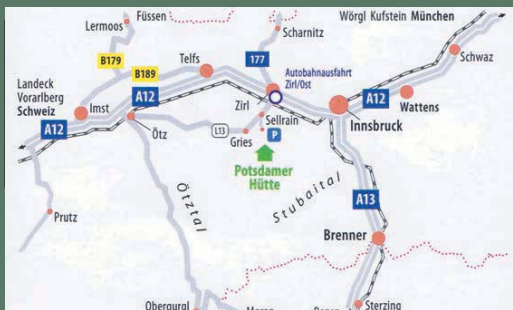 Füssen
Lermoos
B179
B189
Telfs
177
Scharnitz
Wörgl Kufstein München
Schwaz
Landeck
Vorarlberg
Schweiz
Imst
A12
A12
Autobahnausfahrt
Zirl/Ost
Zirl
Innsbruck
A12
Wattens
Ötz
L13
Gries
Sellrain
P
Potsdamer
Hütte
Ötztal
Stubaital
A13
Prutz
Brenner
Obergurgl
Sterzing